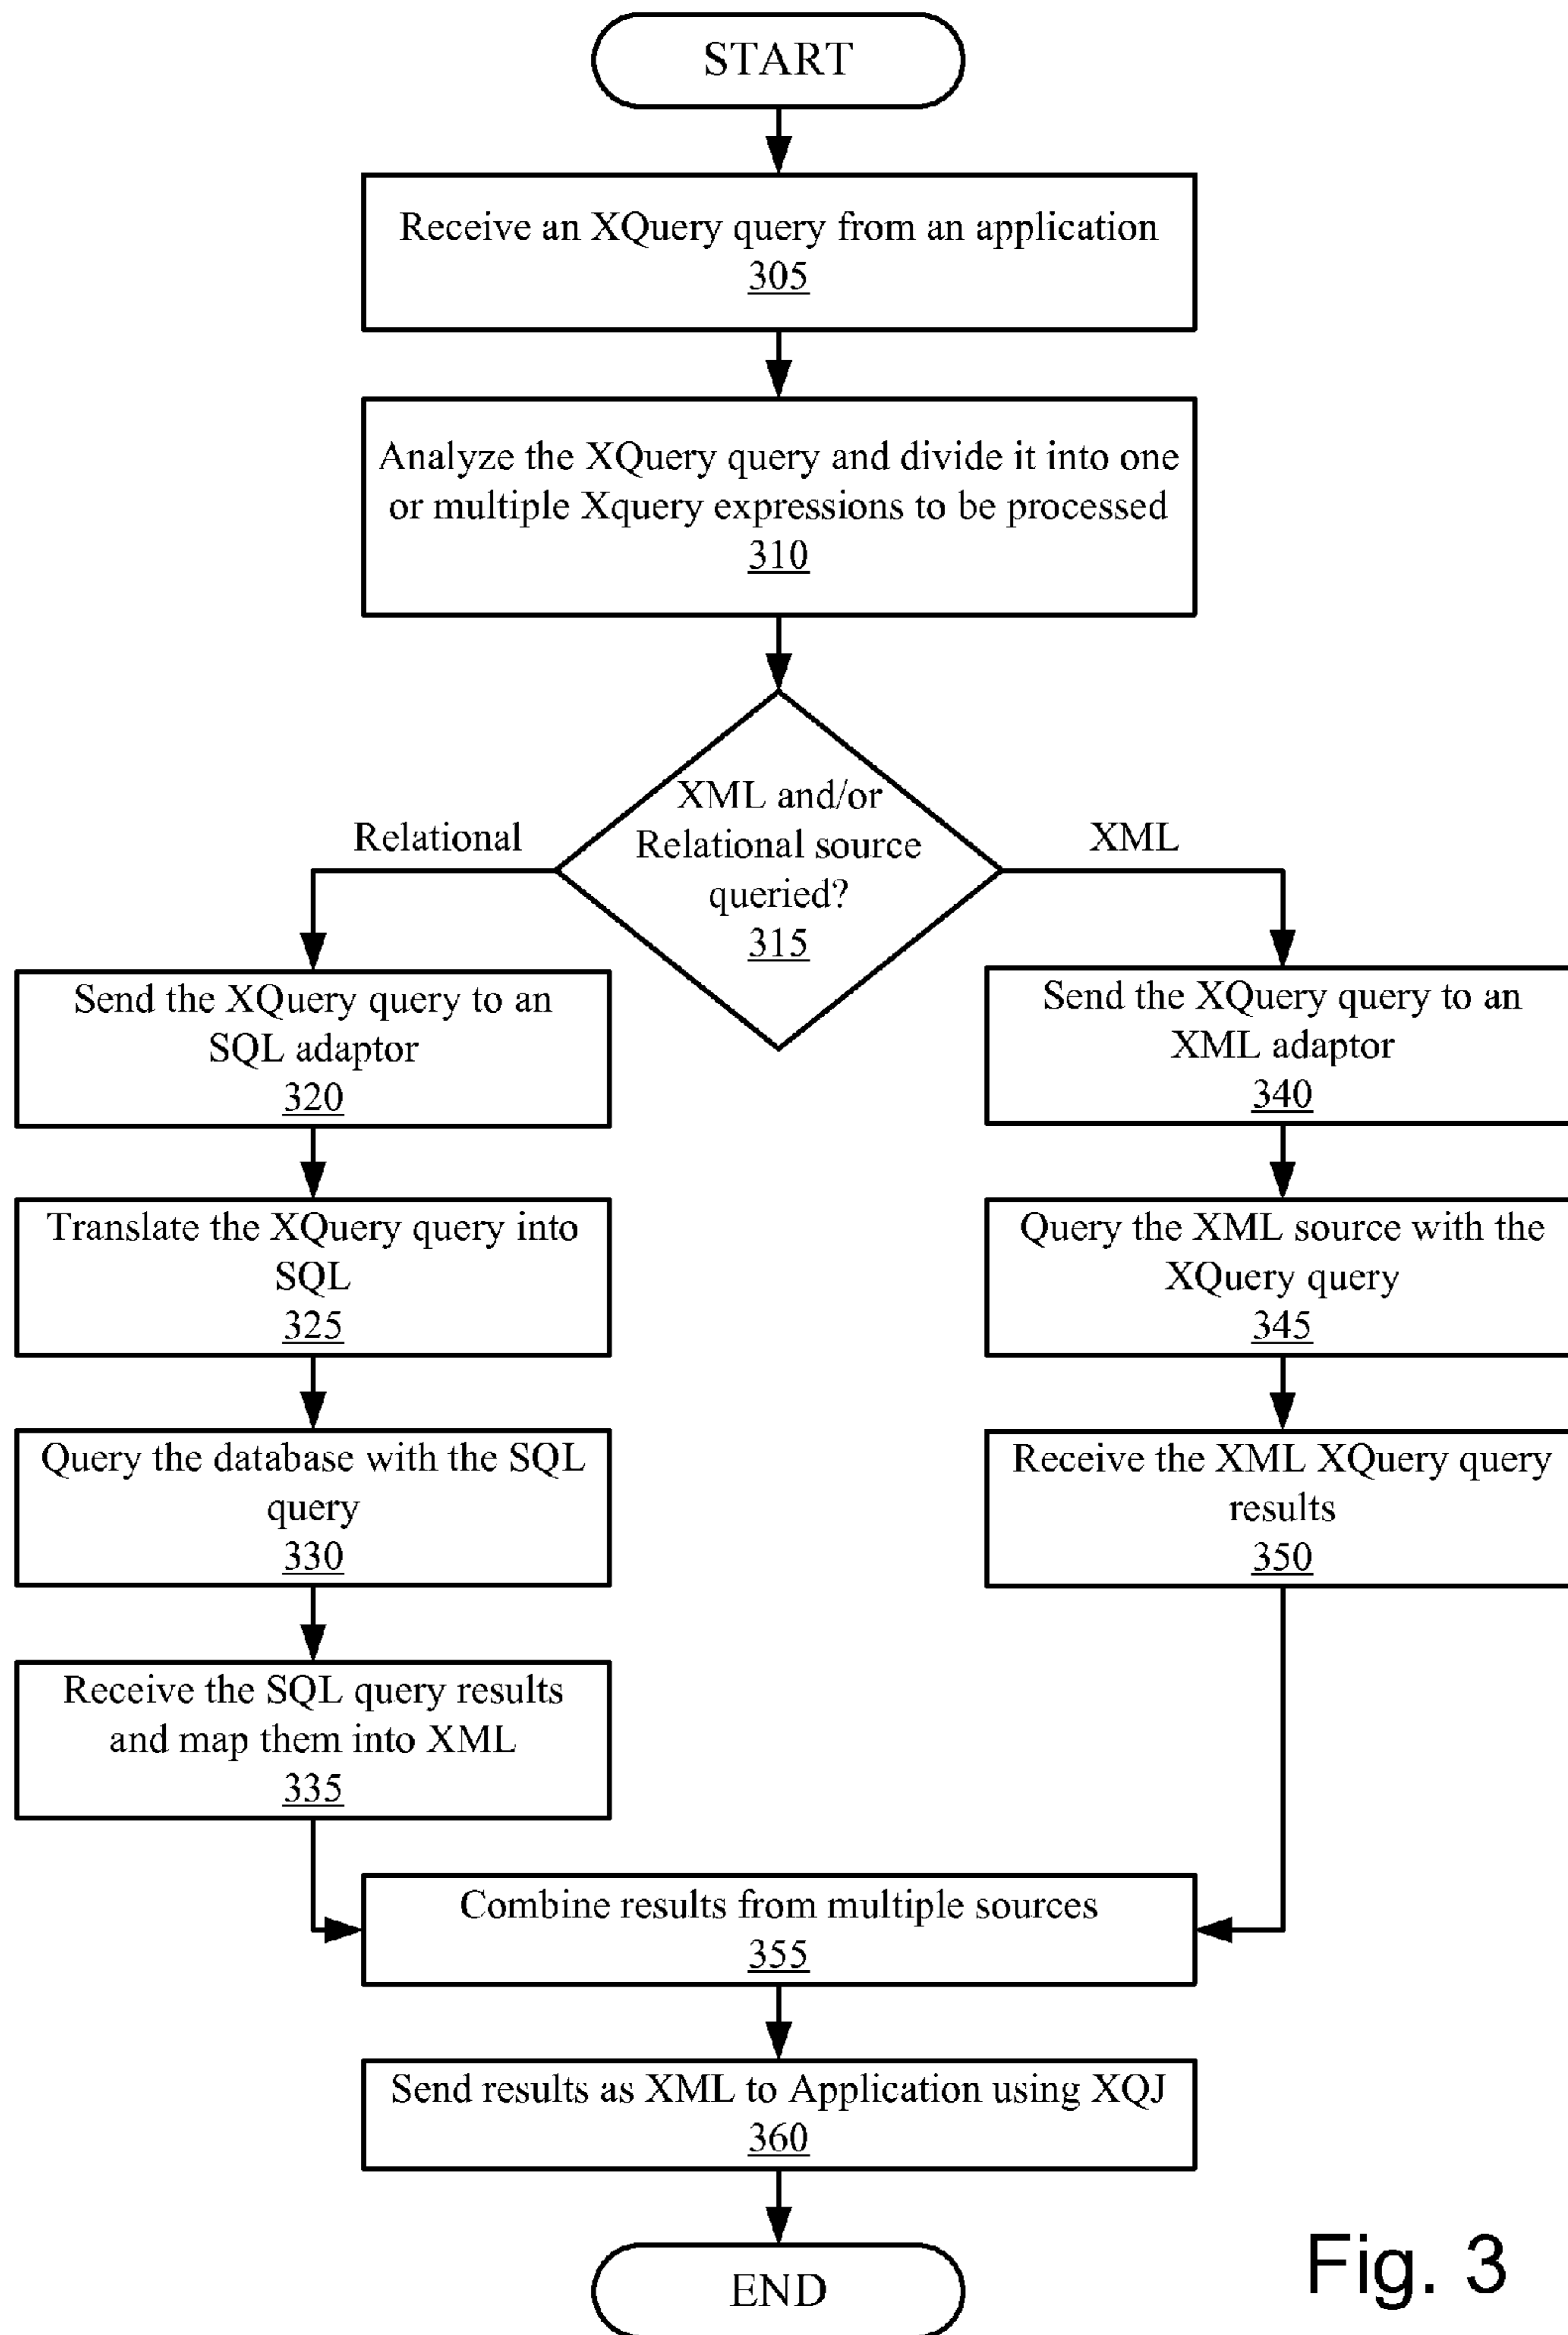 START
Receive an XQuery query from an application
305
Analyze the XQuery query and divide it into one
or multiple Xquery expressions to be processed
310
XML and/or
Relational source
queried?
315
Relational
XML
Send the XQuery query to an
SQL adaptor
320
Translate the XQuery query into
SQL
325
Query the database with the SQL
query
330
Receive the SQL query results
and map them into XML
335
Send the XQuery query to an
XML adaptor
340
Query the XML source with the
XQuery query
345
Receive the XML XQuery query
results
350
Combine results from multiple sources
355
Send results as XML to Application using XQJ
360
END
Fig. 3